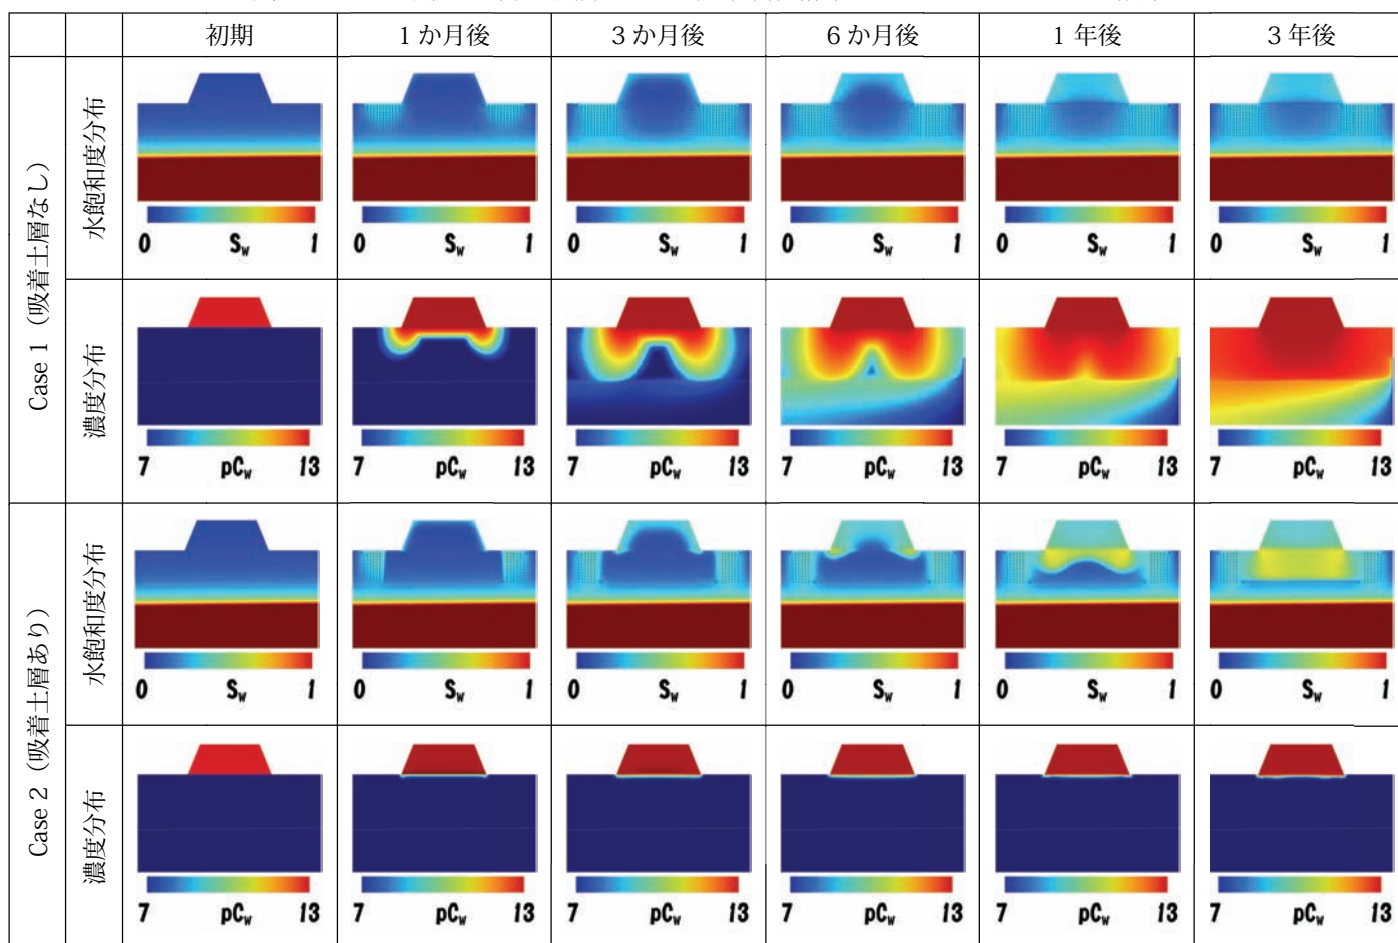 初期 1か月後 3か月後 6か月後 1年後 3年後
Case 1（吸着土層なし）
水飽和度分布
0 Sw 1 0 Sw 1 0 Sw 1 0 Sw 1 0 Sw 1 0 Sw 1
濃度分布
7 pCw 13 7 pCw 13 7 pCw 13 7 pCw 13 7 pCw 13 7 pCw 13
Case 2（吸着土層あり）
水飽和度分布
0 Sw 1 0 Sw 1 0 Sw 1 0 Sw 1 0 Sw 1 0 Sw 1
濃度分布
7 pCw 13 7 pCw 13 7 pCw 13 7 pCw 13 7 pCw 13 7 pCw 13